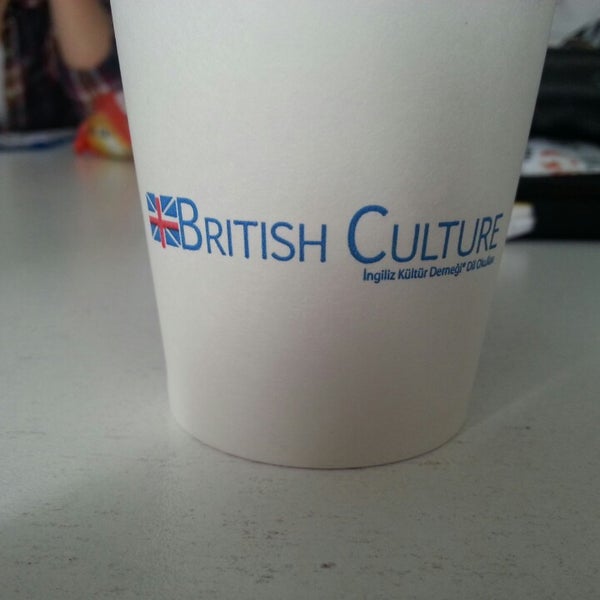 BRITISH CULTURE
İngiliz Kültür Derneği® Dil Okulları